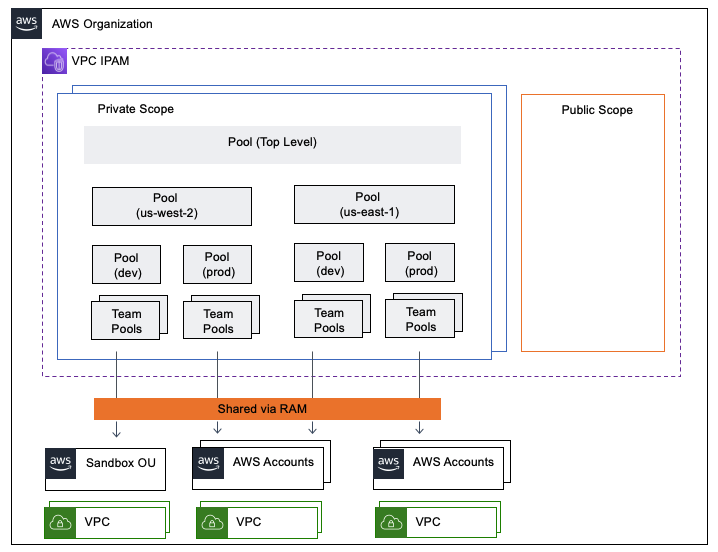 aws
AWS Organization
VPC IPAM
Private Scope
Public Scope
Pool (Top Level)
Pool
(us-west-2)
Pool
(us-east-1)
Pool
(dev)
Pool
(prod)
Pool
(dev)
Pool
(prod)
Team
Pools
Team
Pools
Team
Pools
Team
Pools
Shared via RAM
aws
Sandbox OU
aws
AWS Accounts
aws
AWS Accounts
VPC
VPC
VPC